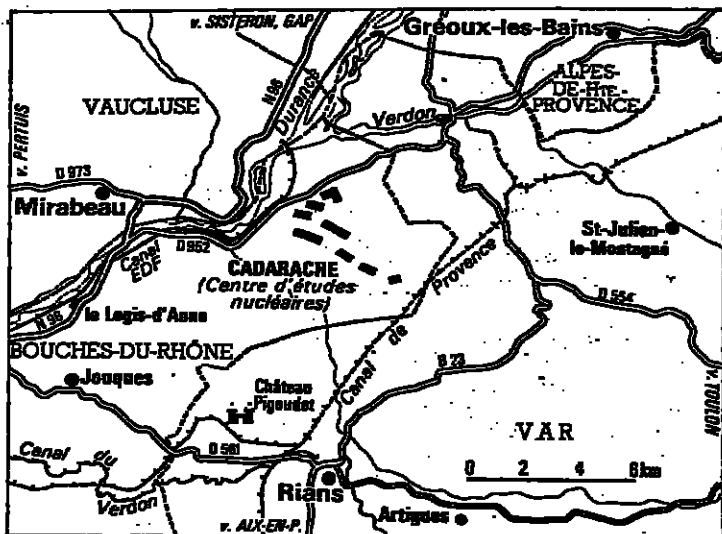 v. SISTERON, GAP
Gréoux-les-Bains
N 96
Durance
ALPES-
DE-Hte-
PROVENCE
VAUCLUSE
Verdon
v. PERTUIS
D 973
Mirabeau
St-Julien-
le-Montagné
Canal
EDF
D 952
CADARACHE
(Centre d'études
nucléaires)
Canal de Provence
D 554
N 96
le Logis-d'Anne
BOUCHES-DU-RHÔNE
Jouques
D 23
v. TOULON
Château
Pigoudet
VAR
Canal du
Verdon
D 561
0 2 4 6 km
Rians
v. AIX-EN-P.
Artigues